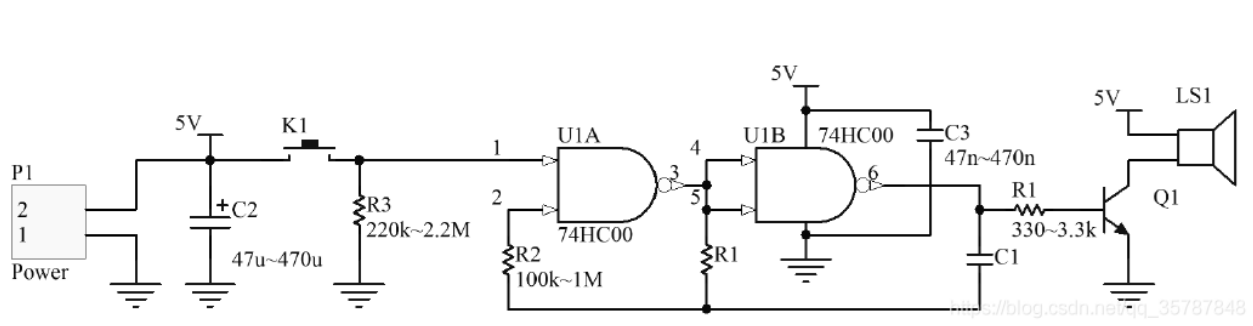 5V
5V
LS1
5V
K1
U1A
U1B
74HC00
C3
47n~470n
P1
1
4
3
6
2
1
Power
+
C2
47u~470u
R3
220k~2.2M
2
74HC00
5
R1
330~3.3k
Q1
R2
100k~1M
R1
C1
https://blog.csdn.net/qq_35787848